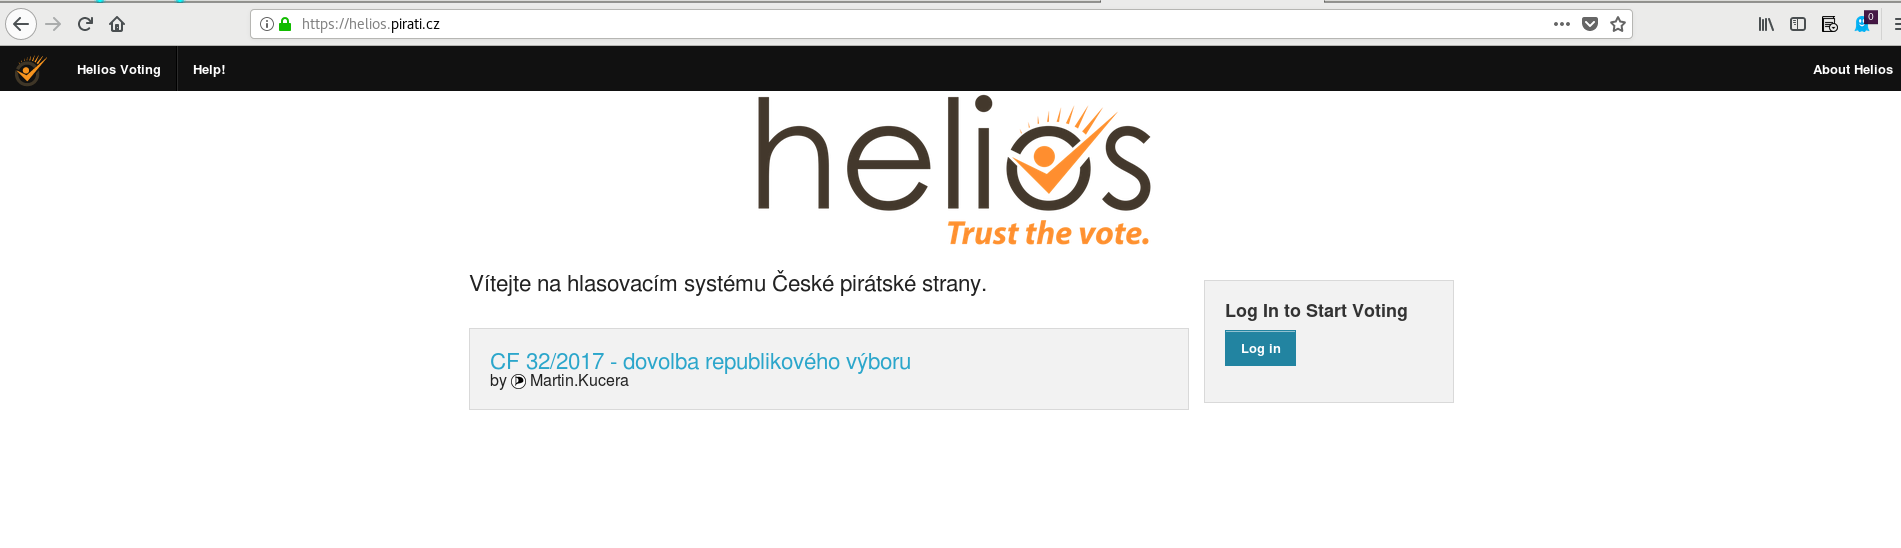 https://helios.pirati.cz
0
Helios Voting
Help!
About Helios
helios
Trust the vote.
Vítejte na hlasovacím systému České pirátské strany.
Log In to Start Voting
Log in
CF 32/2017 - dovolba republikového výboru
by Martin.Kucera